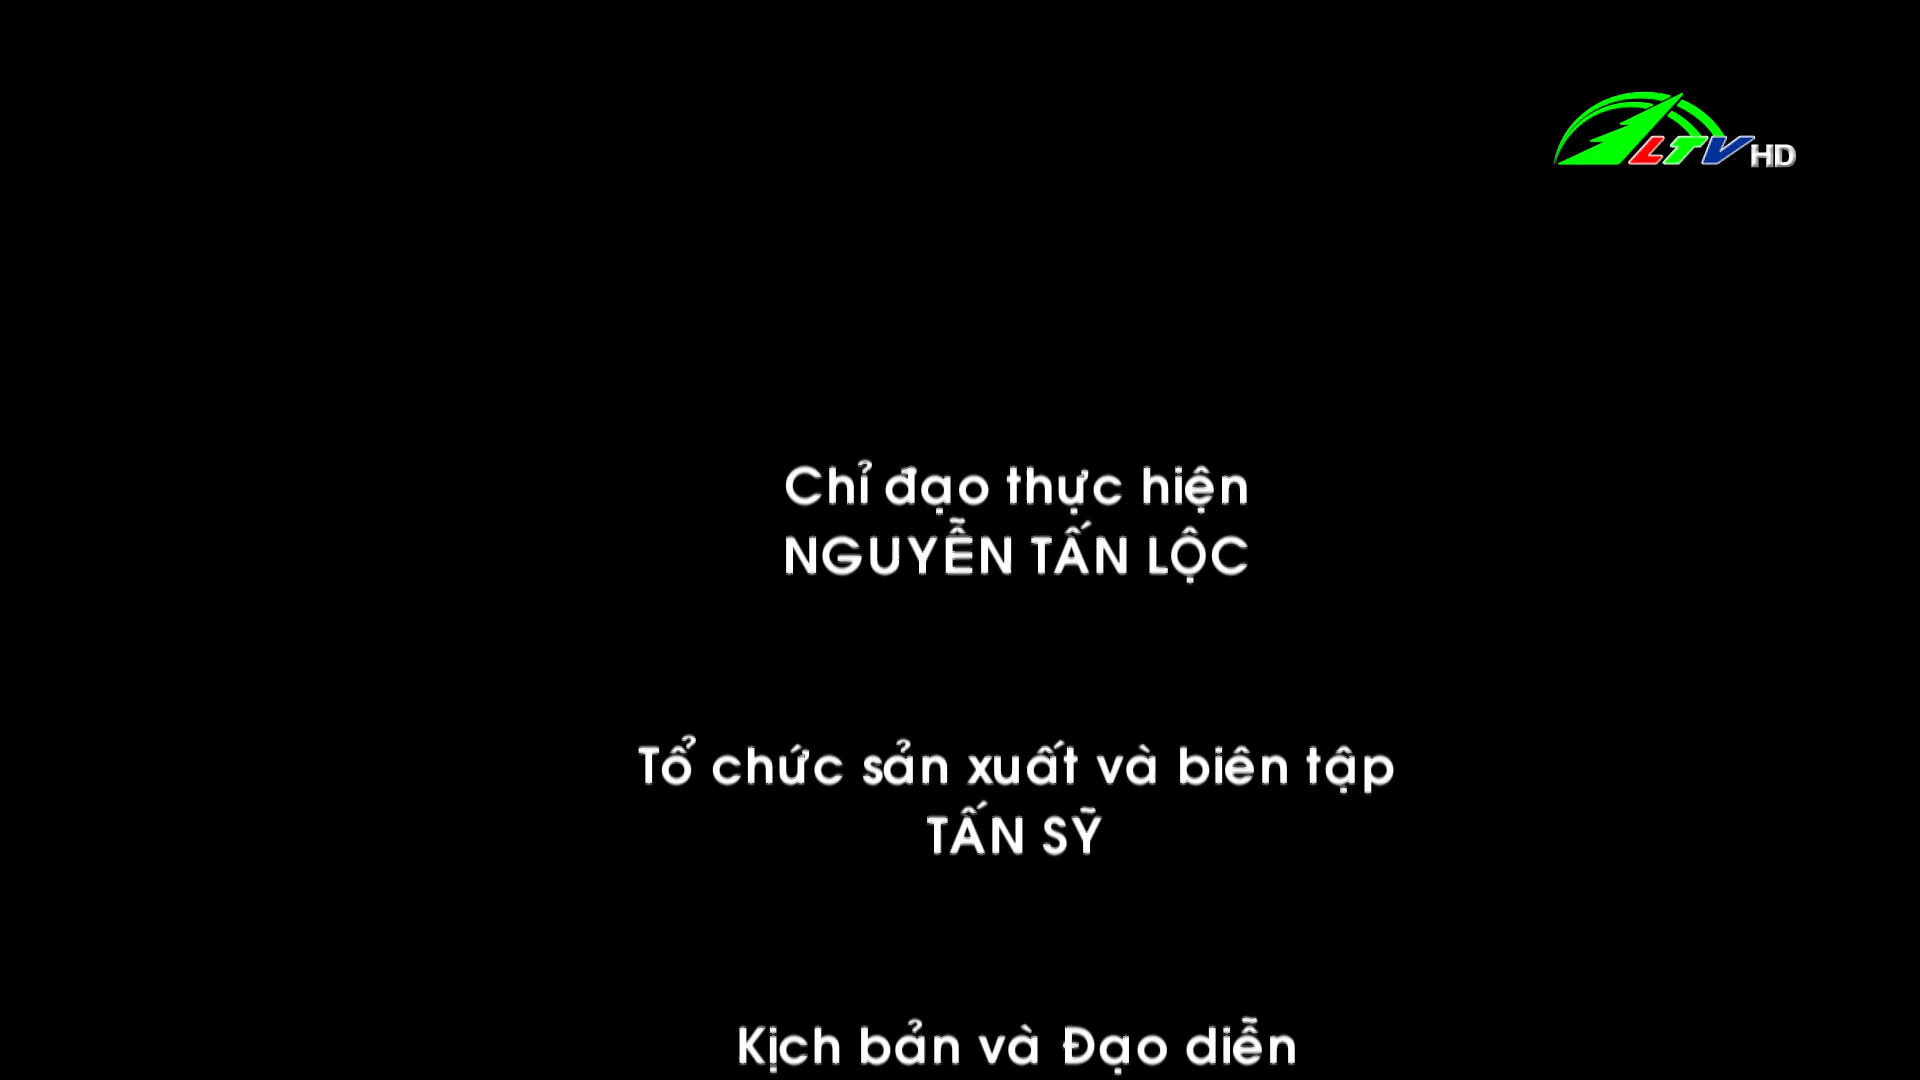 LTV HD
Chỉ đạo thực hiện
NGUYỄN TẤN LỘC
Tổ chức sản xuất và biên tập
TẤN SỸ
Kịch bản và Đạo diễn